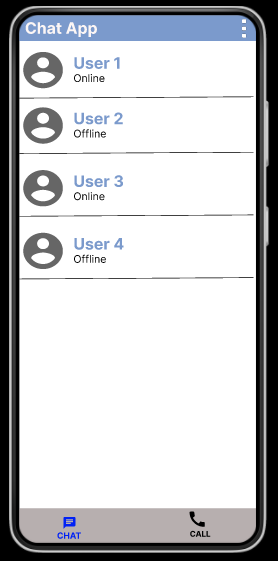 Chat App
User 1
Online
User 2
Offline
User 3
Online
User 4
Offline
CHAT
CALL